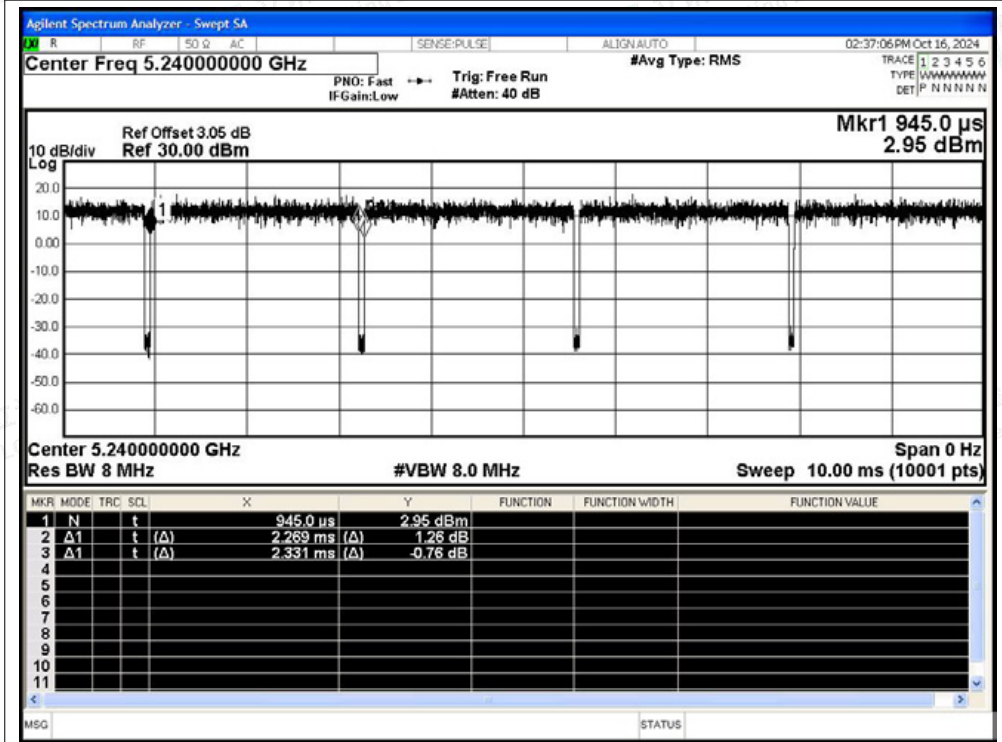 Agilent Spectrum Analyzer - Swept SA
LXI R RF 50 Ω AC SENSE:PULSE ALIGN AUTO 02:37:06 PM Oct 16, 2024
Center Freq 5.240000000 GHz #Avg Type: RMS TRACE 1 2 3 4 5 6
PNO: Fast Trig: Free Run TYPE WWWWWW
IFGain:Low #Atten: 40 dB DET P N N N N N
Mkr1 945.0 µs
Ref Offset 3.05 dB
10 dB/div Ref 30.00 dBm 2.95 dBm
Log
20.0
1
10.0
0.00
-10.0
-20.0
-30.0
-40.0
-50.0
-60.0
Center 5.240000000 GHz Span 0 Hz
Res BW 8 MHz #VBW 8.0 MHz Sweep 10.00 ms (10001 pts)
MKR MODE TRC SCL X Y FUNCTION FUNCTION WIDTH FUNCTION VALUE
1 N t 945.0 µs 2.95 dBm
2 Δ1 t (Δ) 2.269 ms (Δ) 1.26 dB
3 Δ1 t (Δ) 2.331 ms (Δ) -0.76 dB
4
5
6
7
8
9
10
11
MSG STATUS